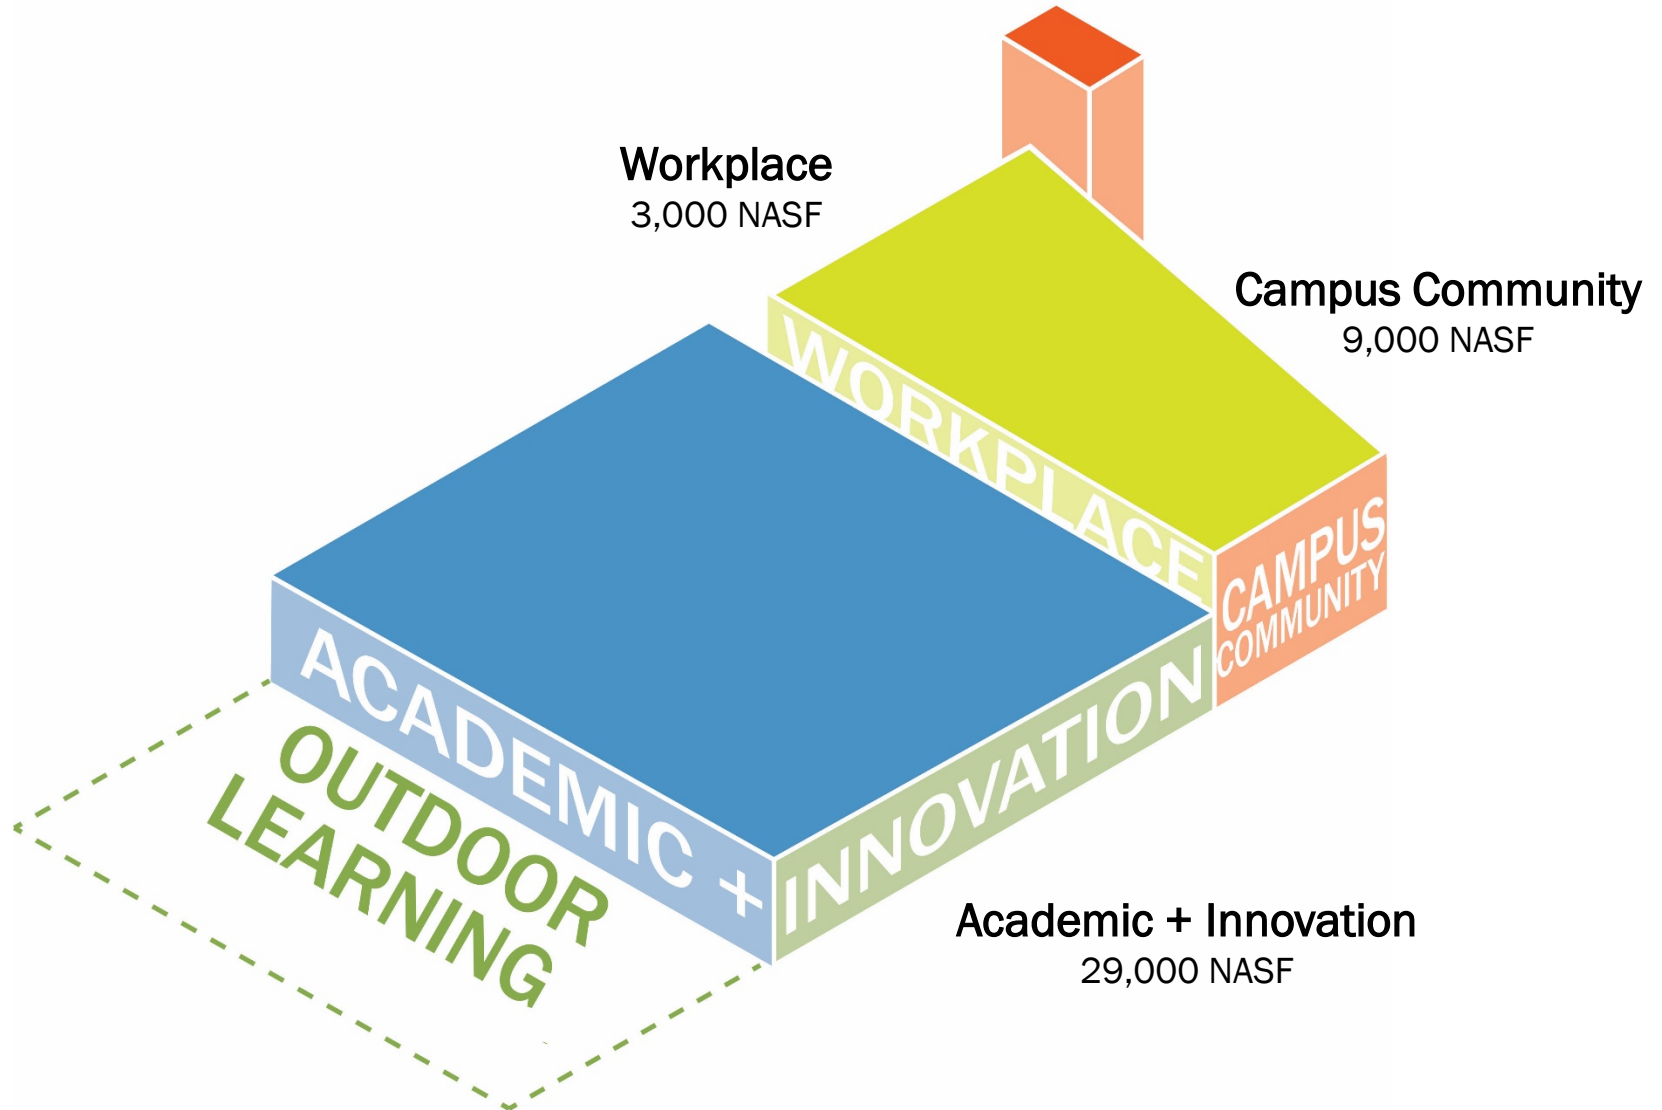 Workplace
3,000 NASF
Campus Community
9,000 NASF
WORKPLACE
CAMPUS
COMMUNITY
ACADEMIC +
INNOVATION
OUTDOOR
LEARNING
Academic + Innovation
29,000 NASF